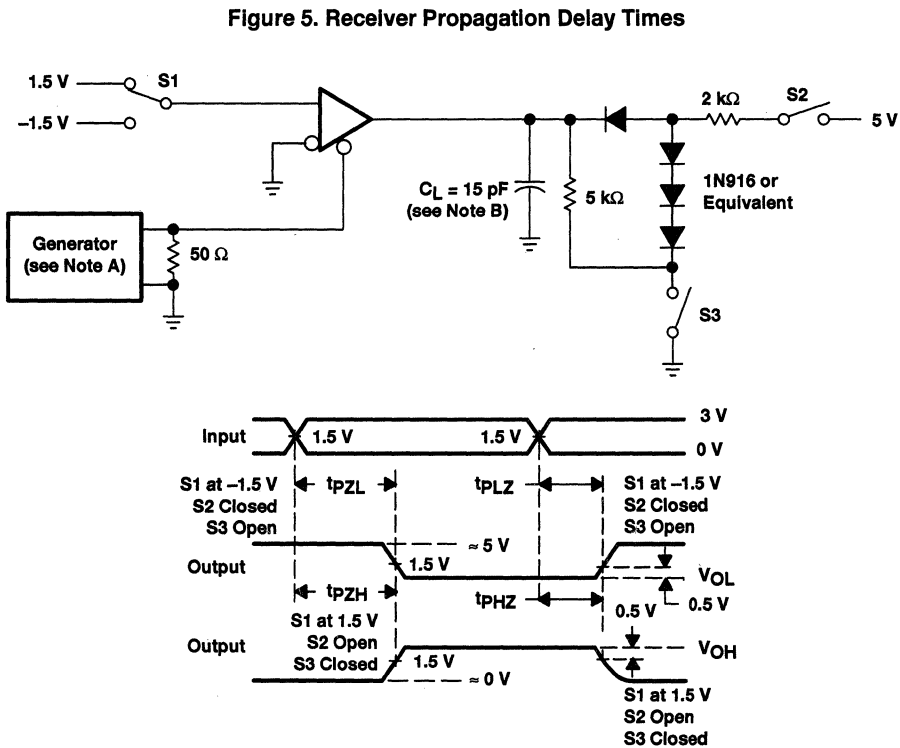 Figure 5. Receiver Propagation Delay Times
1.5 V
S1
–1.5 V
2 kΩ
S2
5 V
CL = 15 pF
(see Note B)
5 kΩ
1N916 or
Equivalent
Generator
(see Note A)
50 Ω
S3
Input
1.5 V
1.5 V
3 V
0 V
S1 at –1.5 V
S2 Closed
S3 Open
tPZL
tPLZ
S1 at –1.5 V
S2 Closed
S3 Open
Output
≈ 5 V
1.5 V
VOL
0.5 V
tPZH
tPHZ
S1 at 1.5 V
S2 Open
S3 Closed
0.5 V
Output
1.5 V
VOH
≈ 0 V
S1 at 1.5 V
S2 Open
S3 Closed